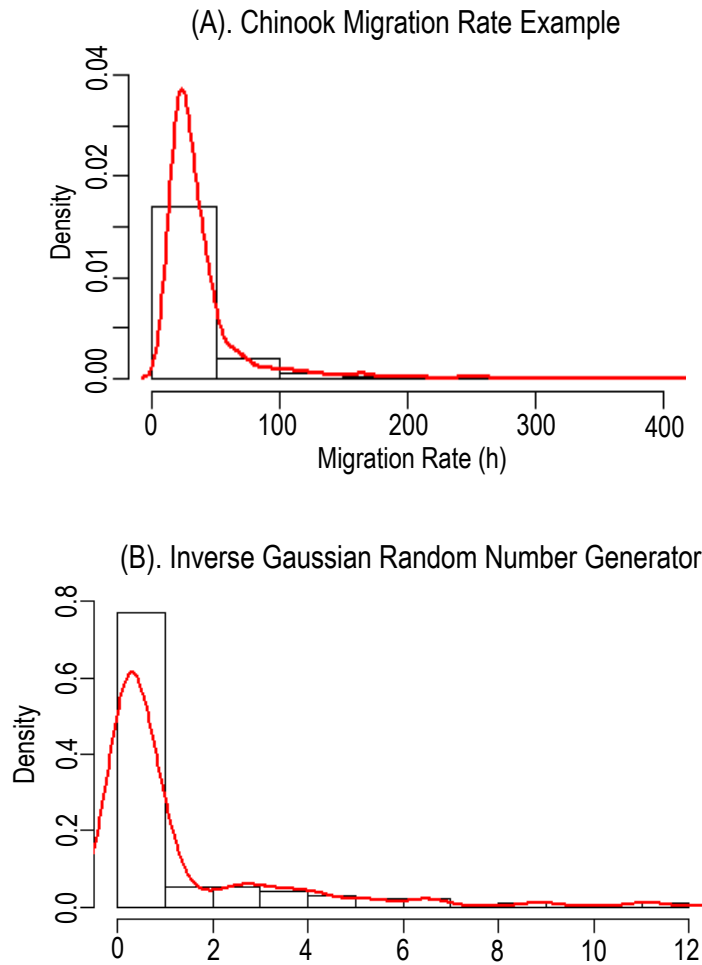 (A). Chinook Migration Rate Example
0.04
0.02
0.01
0.00
Density
0 100 200 300 400
Migration Rate (h)
(B). Inverse Gaussian Random Number Generator
0.8
0.6
0.4
0.2
0.0
Density
0 2 4 6 8 10 12